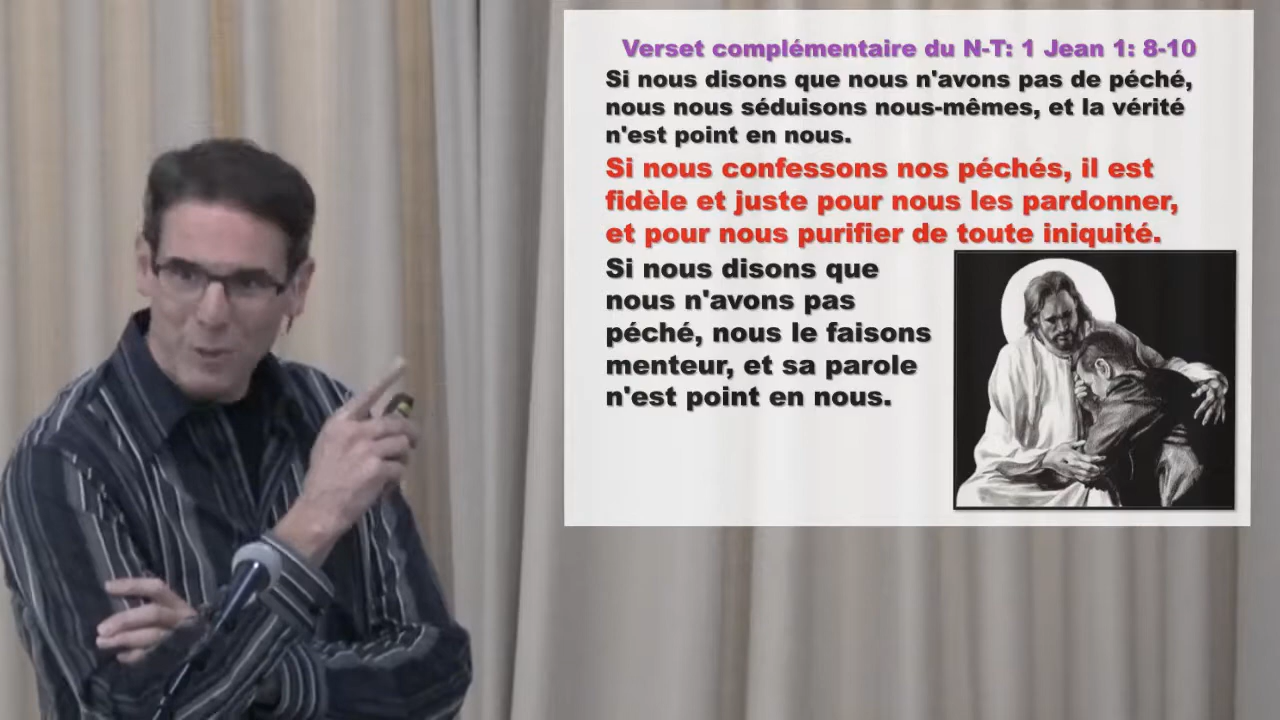 Verset complémentaire du N-T: 1 Jean 1: 8-10
Si nous disons que nous n'avons pas de péché,
nous nous séduisons nous-mêmes, et la vérité
n'est point en nous.
Si nous confessons nos péchés, il est
fidèle et juste pour nous les pardonner,
et pour nous purifier de toute iniquité.
Si nous disons que
nous n'avons pas
péché, nous le faisons
menteur, et sa parole
n'est point en nous.